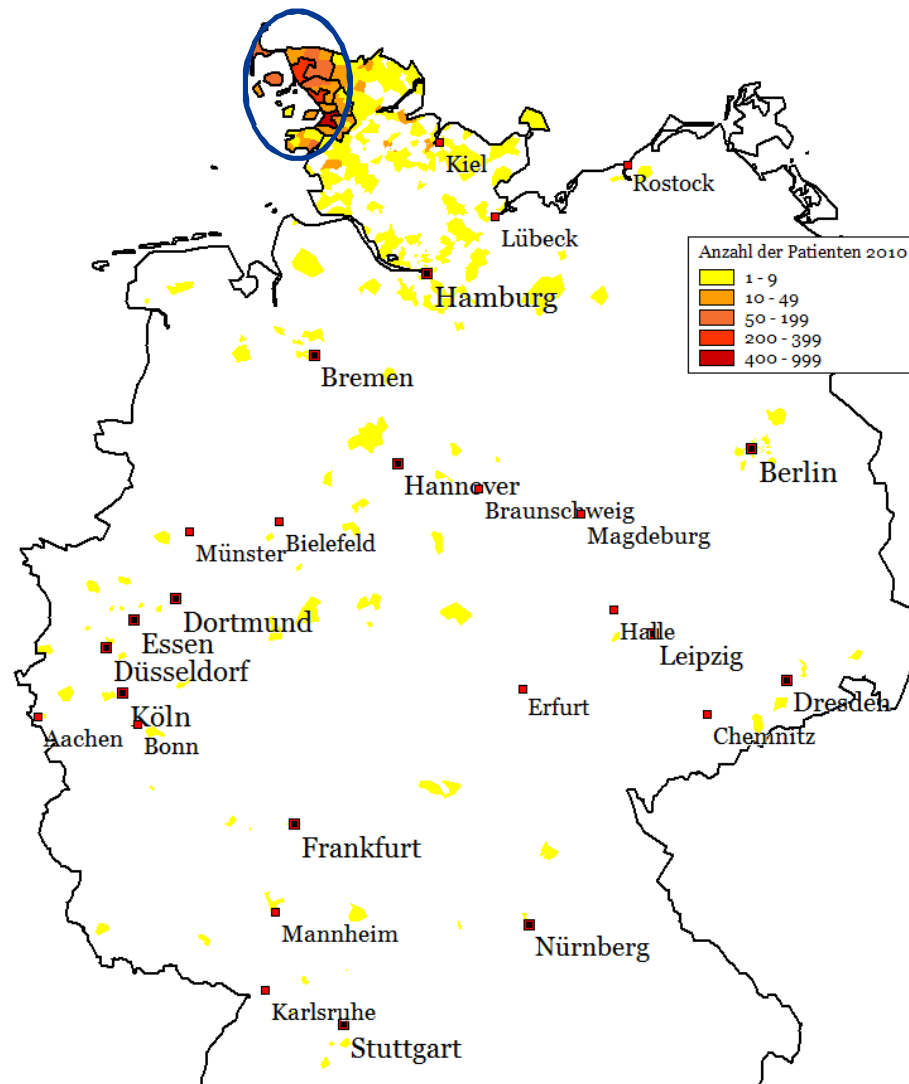 Kiel
Rostock
Lübeck
Anzahl der Patienten 2010
1 - 9
10 - 49
50 - 199
200 - 399
400 - 999
Hamburg
Bremen
Berlin
Hannover
Braunschweig
Magdeburg
Bielefeld
Münster
Dortmund
Essen
Halle
Leipzig
Düsseldorf
Dresden
Erfurt
Köln
Aachen
Bonn
Chemnitz
Frankfurt
Mannheim
Nürnberg
Karlsruhe
Stuttgart